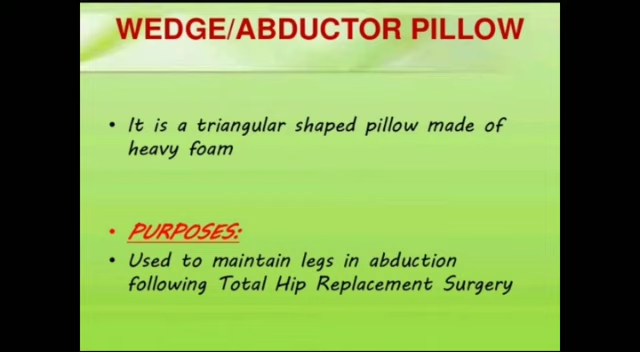 WEDGE/ABDUCTOR PILLOW
• It is a triangular shaped pillow made of
heavy foam
• PURPOSES:
• Used to maintain legs in abduction
following Total Hip Replacement Surgery